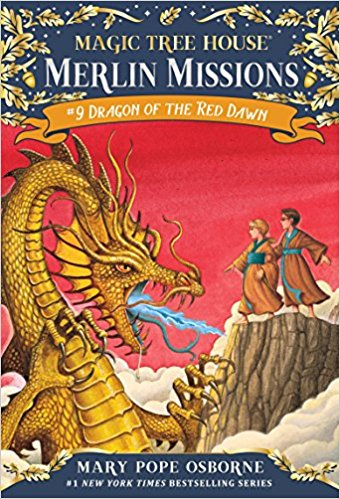 MAGIC TREE HOUSE®
MERLIN MISSIONS
#9 DRAGON OF THE RED DAWN
MARY POPE OSBORNE
#1 NEW YORK TIMES BESTSELLING SERIES